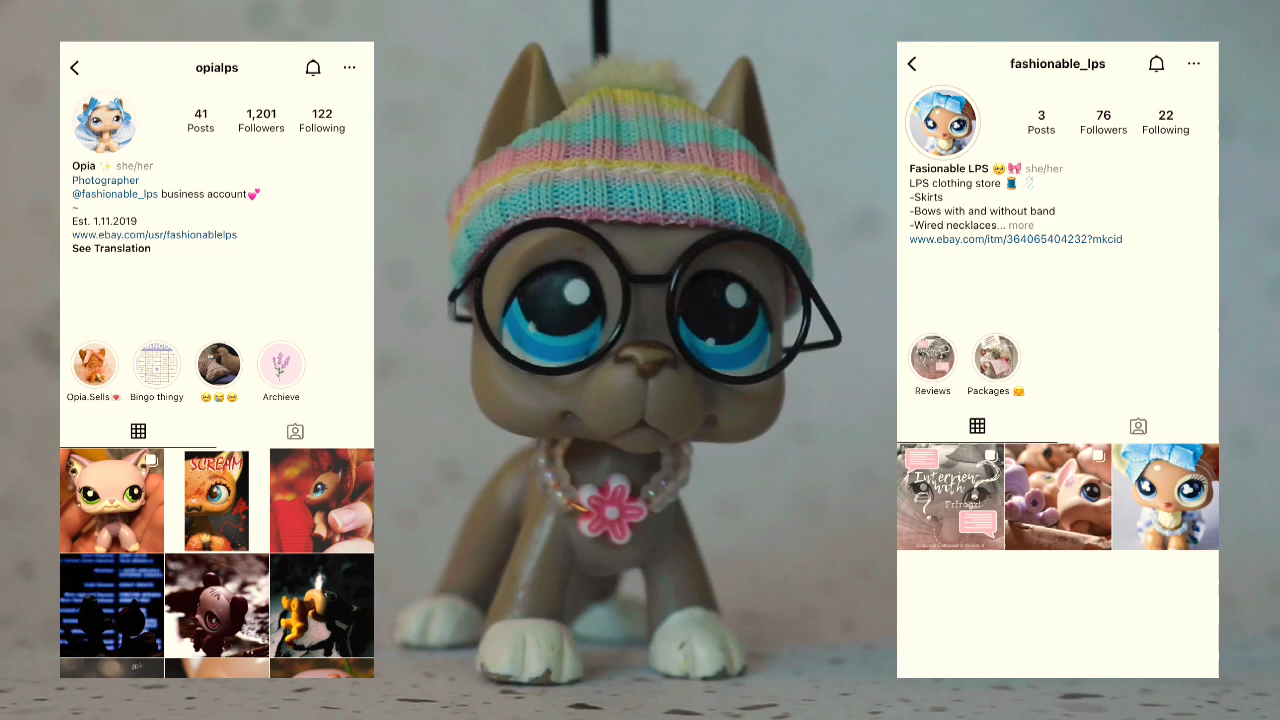 opialps
41 1,201 122
Posts Followers Following
Opia ✨ she/her
Photographer
@fashionable_lps business account💕
~
Est. 1.11.2019
www.ebay.com/usr/fashionablelps
See Translation
Opia.Sells 💌 Bingo thingy 🥺😭🥺 Archieve
SCREAM
fashionable_lps
3 76 22
Posts Followers Following
Fasionable LPS 🥺🎀 she/her
LPS clothing store 🧵 🧷
-Skirts
-Bows with and without band
-Wired necklaces... more
www.ebay.com/itm/364065404232?mkcid
Reviews Packages 🤗
Interview
with